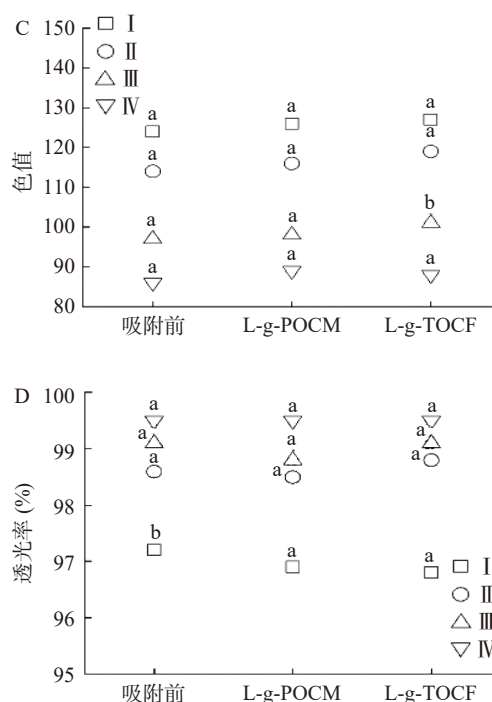 C
150
140
130
120
110
100
90
80
色值
Ⅰ
Ⅱ
Ⅲ
Ⅳ
a a a
a a a
a a b
a a a
吸附前 L-g-POCM L-g-TOCF
D
100
99
98
97
96
95
透光率 (%)
a a a
a a a
a a a
b a a
Ⅰ
Ⅱ
Ⅲ
Ⅳ
吸附前 L-g-POCM L-g-TOCF